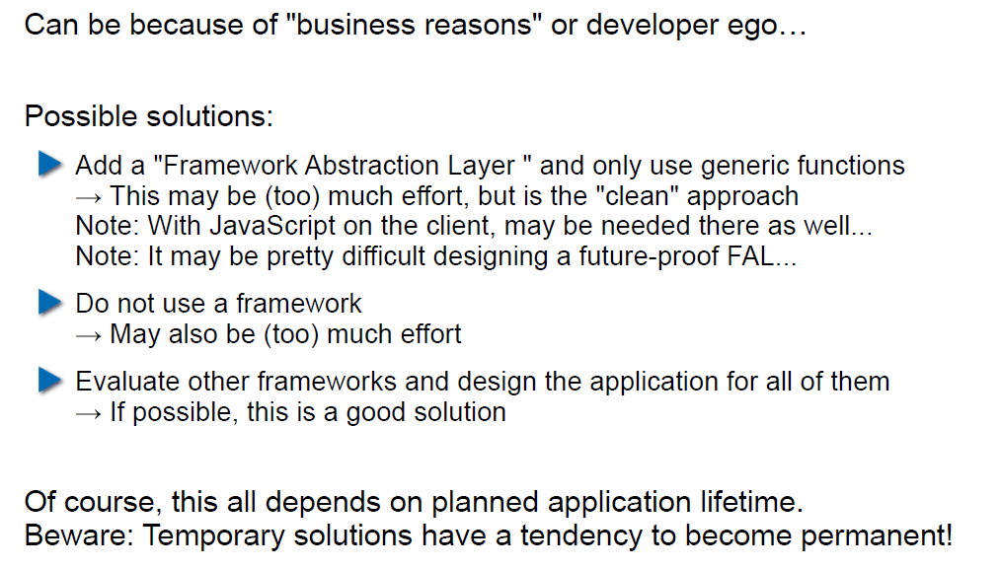 Can be because of "business reasons" or developer ego…
Possible solutions:
Add a "Framework Abstraction Layer " and only use generic functions
→ This may be (too) much effort, but is the "clean" approach
Note: With JavaScript on the client, may be needed there as well...
Note: It may be pretty difficult designing a future-proof FAL...
Do not use a framework
→ May also be (too) much effort
Evaluate other frameworks and design the application for all of them
→ If possible, this is a good solution
Of course, this all depends on planned application lifetime.
Beware: Temporary solutions have a tendency to become permanent!